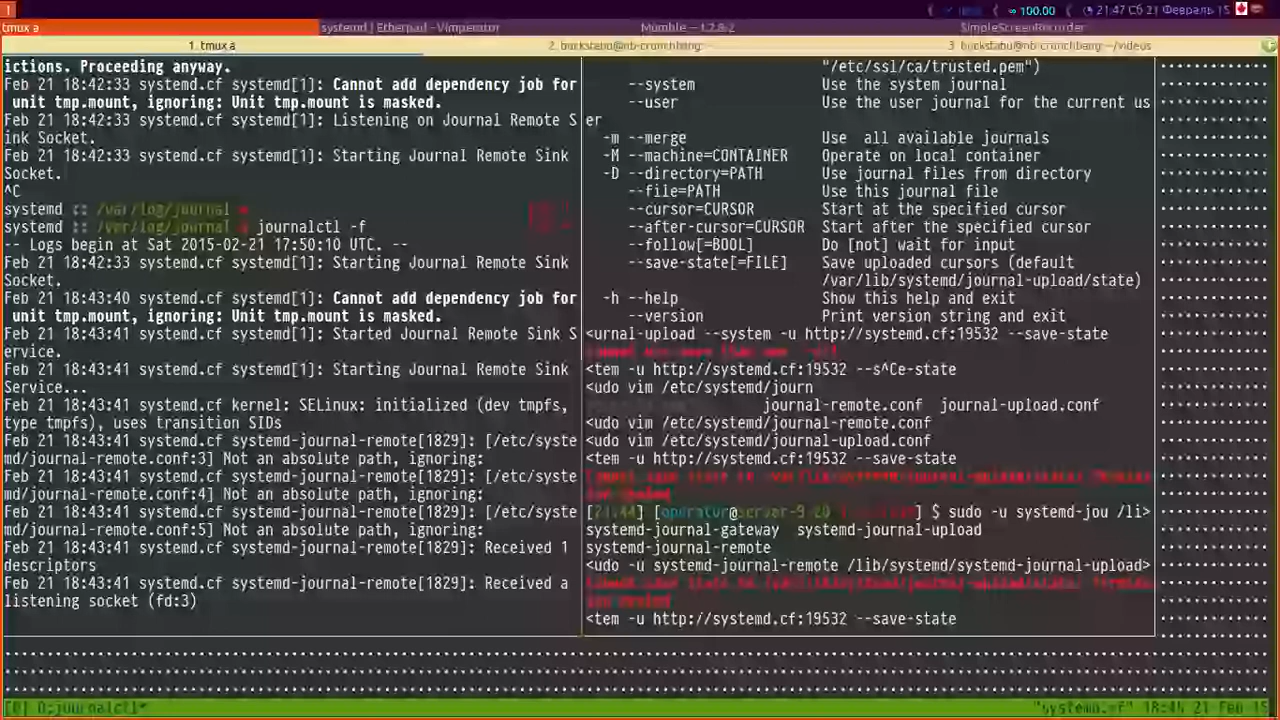 1
100.00
21:47 Сб 21 Февраль 15
tmux a
systemd | Etherpad - Vimperator
Mumble -- 1.2.8-2
SimpleScreenRecorder
1. tmux a
ictions. Proceeding anyway.
Feb 21 18:42:33 systemd.cf systemd[1]: Cannot add dependency job for
unit tmp.mount, ignoring: Unit tmp.mount is masked.
Feb 21 18:42:33 systemd.cf systemd[1]: Listening on Journal Remote S
ink Socket.
Feb 21 18:42:33 systemd.cf systemd[1]: Starting Journal Remote Sink
Socket.
^C
systemd :: /var/log/journal
systemd :: /var/log/journal journalctl -f
-- Logs begin at Sat 2015-02-21 17:50:10 UTC. --
Feb 21 18:42:33 systemd.cf systemd[1]: Starting Journal Remote Sink
Socket.
Feb 21 18:43:40 systemd.cf systemd[1]: Cannot add dependency job for
unit tmp.mount, ignoring: Unit tmp.mount is masked.
Feb 21 18:43:41 systemd.cf systemd[1]: Started Journal Remote Sink S
ervice.
Feb 21 18:43:41 systemd.cf systemd[1]: Starting Journal Remote Sink
Service...
Feb 21 18:43:41 systemd.cf kernel: SELinux: initialized (dev tmpfs,
type tmpfs), uses transition SIDs
Feb 21 18:43:41 systemd.cf systemd-journal-remote[1829]: [/etc/syste
md/journal-remote.conf:3] Not an absolute path, ignoring:
Feb 21 18:43:41 systemd.cf systemd-journal-remote[1829]: [/etc/syste
md/journal-remote.conf:4] Not an absolute path, ignoring:
Feb 21 18:43:41 systemd.cf systemd-journal-remote[1829]: [/etc/syste
md/journal-remote.conf:5] Not an absolute path, ignoring:
Feb 21 18:43:41 systemd.cf systemd-journal-remote[1829]: Received 1
descriptors
Feb 21 18:43:41 systemd.cf systemd-journal-remote[1829]: Received a
listening socket (fd:3)
"/etc/ssl/ca/trusted.pem")
--system Use the system journal
--user Use the user journal for the current us
er
-m --merge Use  all available journals
-M --machine=CONTAINER Operate on local container
-D --directory=PATH Use journal files from directory
--file=PATH Use this journal file
--cursor=CURSOR Start at the specified cursor
--after-cursor=CURSOR Start after the specified cursor
--follow[=BOOL] Do [not] wait for input
--save-state[=FILE] Save uploaded cursors (default
/var/lib/systemd/journal-upload/state)
-h --help Show this help and exit
--version Print version string and exit
<urnal-upload --system -u http://systemd.cf:19532 --save-state
<tem -u http://systemd.cf:19532 --s^Ce-state
<udo vim /etc/systemd/journ
journal-remote.conf journal-upload.conf
<udo vim /etc/systemd/journal-remote.conf
<udo vim /etc/systemd/journal-upload.conf
<tem -u http://systemd.cf:19532 --save-state
[21:44] [operator@server-9:20 $ sudo -u systemd-jou /li>
systemd-journal-gateway systemd-journal-upload
systemd-journal-remote
<udo -u systemd-journal-remote /lib/systemd/systemd-journal-upload>
<tem -u http://systemd.cf:19532 --save-state
[0] 0:journalctl* "systemd.cf" 18:45 21 Feb 15